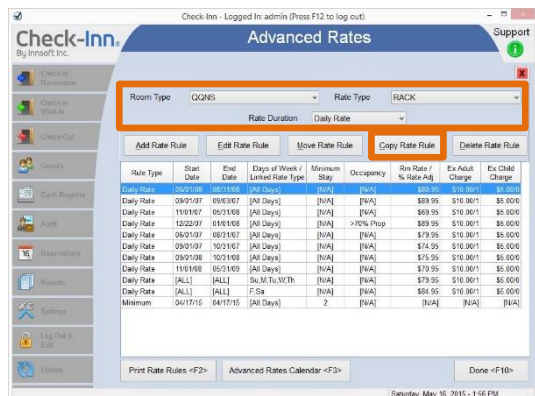 Check-Inn - Logged In: admin (Press F12 to log out)
Check-Inn.
By Innsoft Inc.
Advanced Rates
Support
Check-In
Reservation
Check-In
Walk-In
Check-Out
Guests
Cash Register
Audit
Reservations
Reports
Settings
Log Out &
Exit
Update
X
Room Type QQNS Rate Type RACK
Rate Duration Daily Rate
Add Rate Rule Edit Rate Rule Move Rate Rule Copy Rate Rule Delete Rate Rule
Rule Type Start Date End Date Days of Week / Linked Rate Type Minimum Stay Occupancy Rm Rate / % Rate Adj Ex Adult Charge Ex Child Charge
Daily Rate 06/01/08 08/31/08 [All Days] [N/A] [N/A] $80.95 $10.00/1 $5.00/0
Daily Rate 09/01/07 09/03/07 [All Days] [N/A] [N/A] $89.95 $10.00/1 $5.00/0
Daily Rate 11/01/07 05/31/08 [All Days] [N/A] [N/A] $69.95 $10.00/1 $5.00/0
Daily Rate 12/22/07 01/01/08 [All Days] [N/A] >70% Prop $89.95 $10.00/1 $5.00/0
Daily Rate 06/01/07 08/31/07 [All Days] [N/A] [N/A] $79.95 $10.00/1 $5.00/0
Daily Rate 09/01/07 10/31/07 [All Days] [N/A] [N/A] $74.95 $10.00/1 $5.00/0
Daily Rate 09/01/08 10/31/08 [All Days] [N/A] [N/A] $75.95 $10.00/1 $5.00/0
Daily Rate 11/01/08 05/31/09 [All Days] [N/A] [N/A] $70.95 $10.00/1 $5.00/0
Daily Rate [ALL] [ALL] Su,M,Tu,W,Th [N/A] [N/A] $79.95 $10.00/1 $5.00/0
Daily Rate [ALL] [ALL] F,Sa [N/A] [N/A] $84.95 $10.00/1 $5.00/0
Minimum 04/17/15 04/17/15 [All Days] 2 [N/A] [N/A] [N/A] [N/A]
Print Rate Rules <F2> Advanced Rates Calendar <F3> Done <F10>
Saturday, May 16, 2015 - 1:56 PM